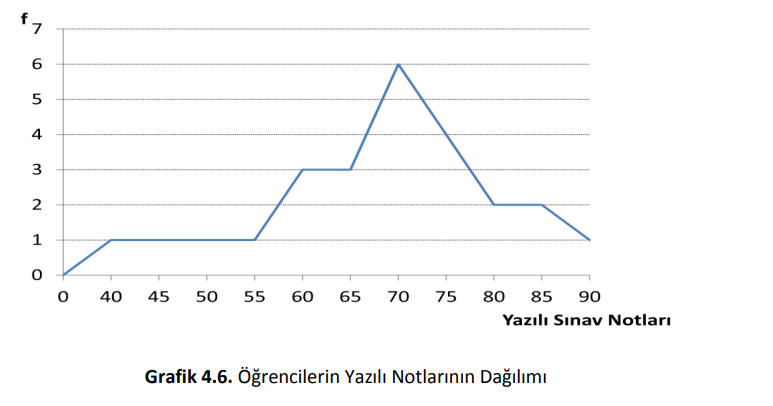 f
7
6
5
4
3
2
1
0
0 40 45 50 55 60 65 70 75 80 85 90
Yazılı Sınav Notları
Grafik 4.6. Öğrencilerin Yazılı Notlarının Dağılımı